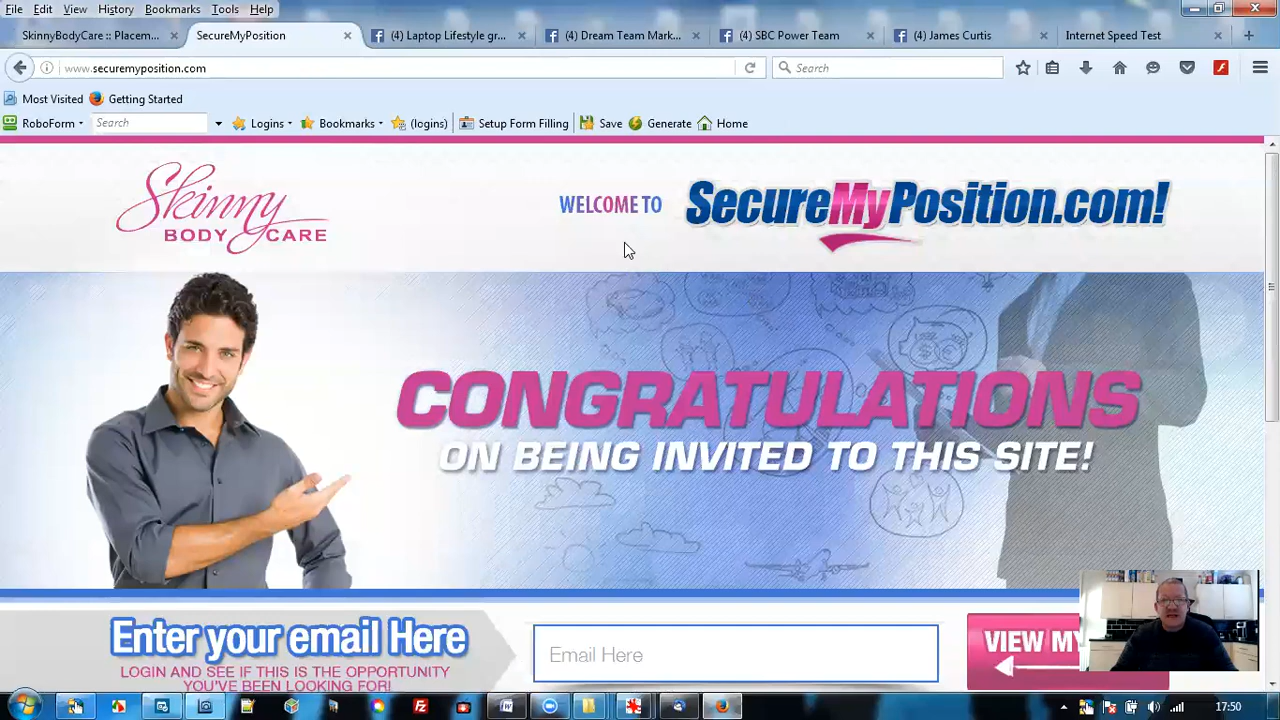 File Edit View History Bookmarks Tools Help
SkinnyBodyCare :: Placem...
SecureMyPosition
(4) Laptop Lifestyle gr...
(4) Dream Team Mark...
(4) SBC Power Team
(4) James Curtis
Internet Speed Test
www.securemyposition.com
Search
Most Visited Getting Started
RoboForm Search Logins Bookmarks (logins) Setup Form Filling Save Generate Home
Skinny
BODY CARE
WELCOME TO
SecureMyPosition.com!
CONGRATULATIONS
ON BEING INVITED TO THIS SITE!
Enter your email Here
LOGIN AND SEE IF THIS IS THE OPPORTUNITY
YOU'VE BEEN LOOKING FOR!
Email Here
VIEW MY
17:50